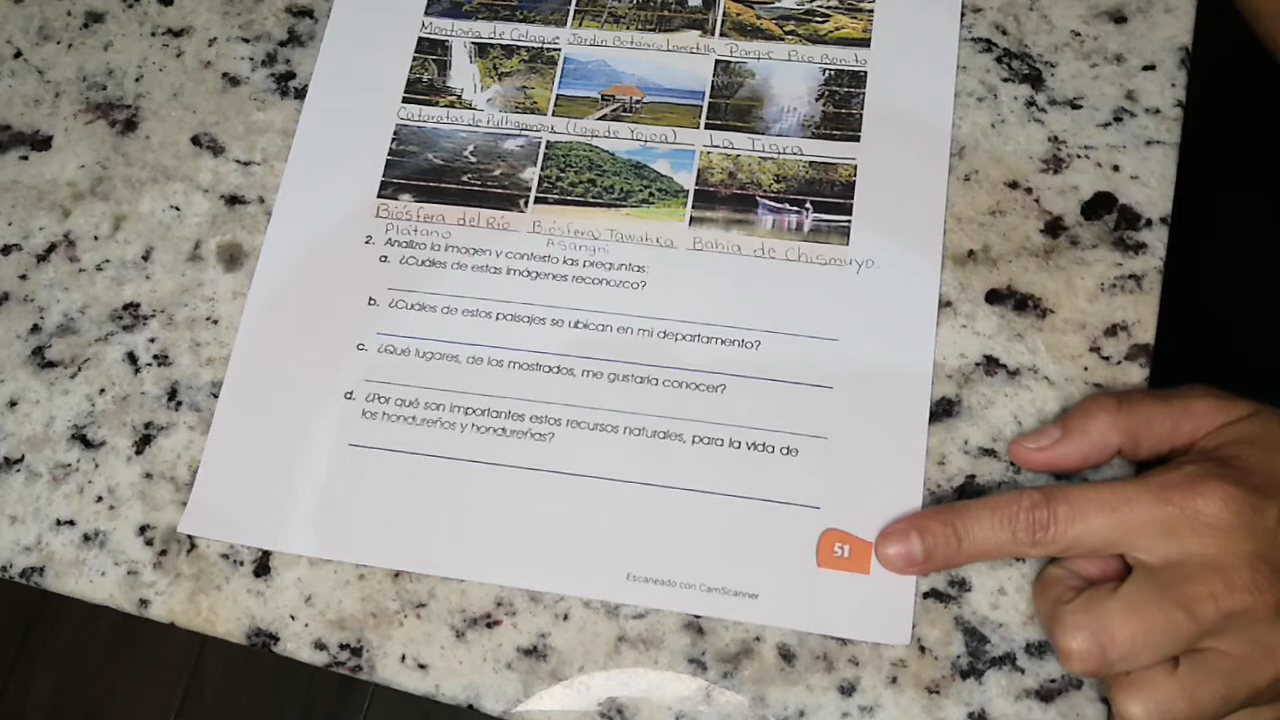 Montaña de Celaque Jardín Botánico Lancetilla Parque Pico Bonito
Cataratas de Pulhapanzak (Lago de Yojoa) La Tigra
Biósfera del Río Biósfera Tawahka Bahía de Chismuyo.
Plátano Asangni
2. Analizo la imagen y contesto las preguntas:
a. ¿Cuáles de estas imágenes reconozco?
b. ¿Cuáles de estos paisajes se ubican en mi departamento?
c. ¿Qué lugares, de los mostrados, me gustaría conocer?
d. ¿Por qué son importantes estos recursos naturales, para la vida de
los hondureños y hondureñas?
51
Escaneado con CamScanner